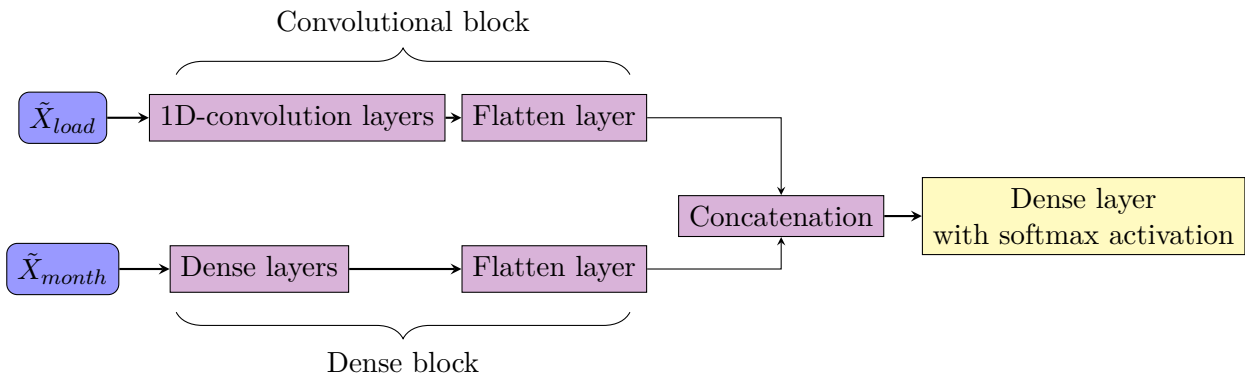 Convolutional block
X̃_load
1D-convolution layers
Flatten layer
Concatenation
Dense layer
with softmax activation
X̃_month
Dense layers
Flatten layer
Dense block